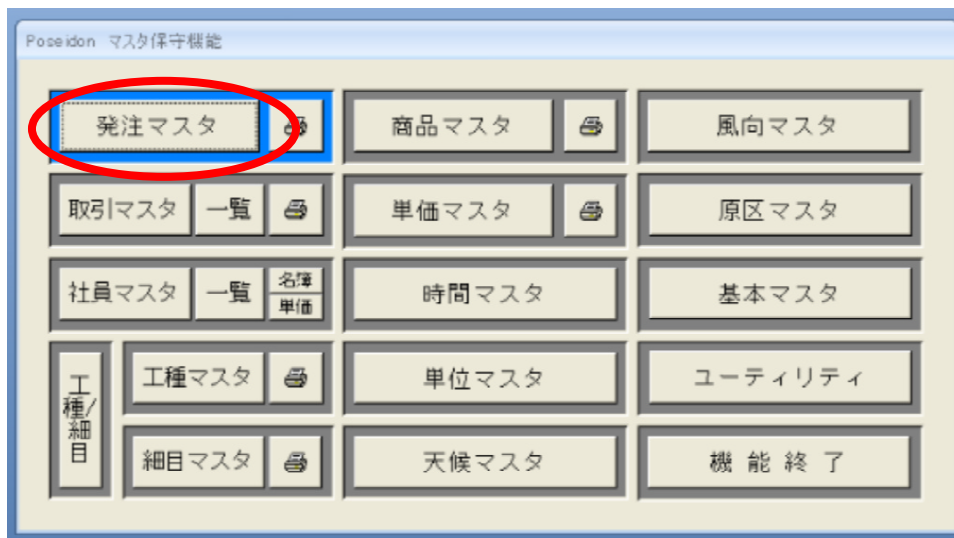 Poseidon マスタ保守機能
発注マスタ
商品マスタ
風向マスタ
取引マスタ 一覧
単価マスタ
原区マスタ
社員マスタ 一覧 名簿
単価
時間マスタ
基本マスタ
工種/細目
工種マスタ
単位マスタ
ユーティリティ
細目マスタ
天候マスタ
機能終了